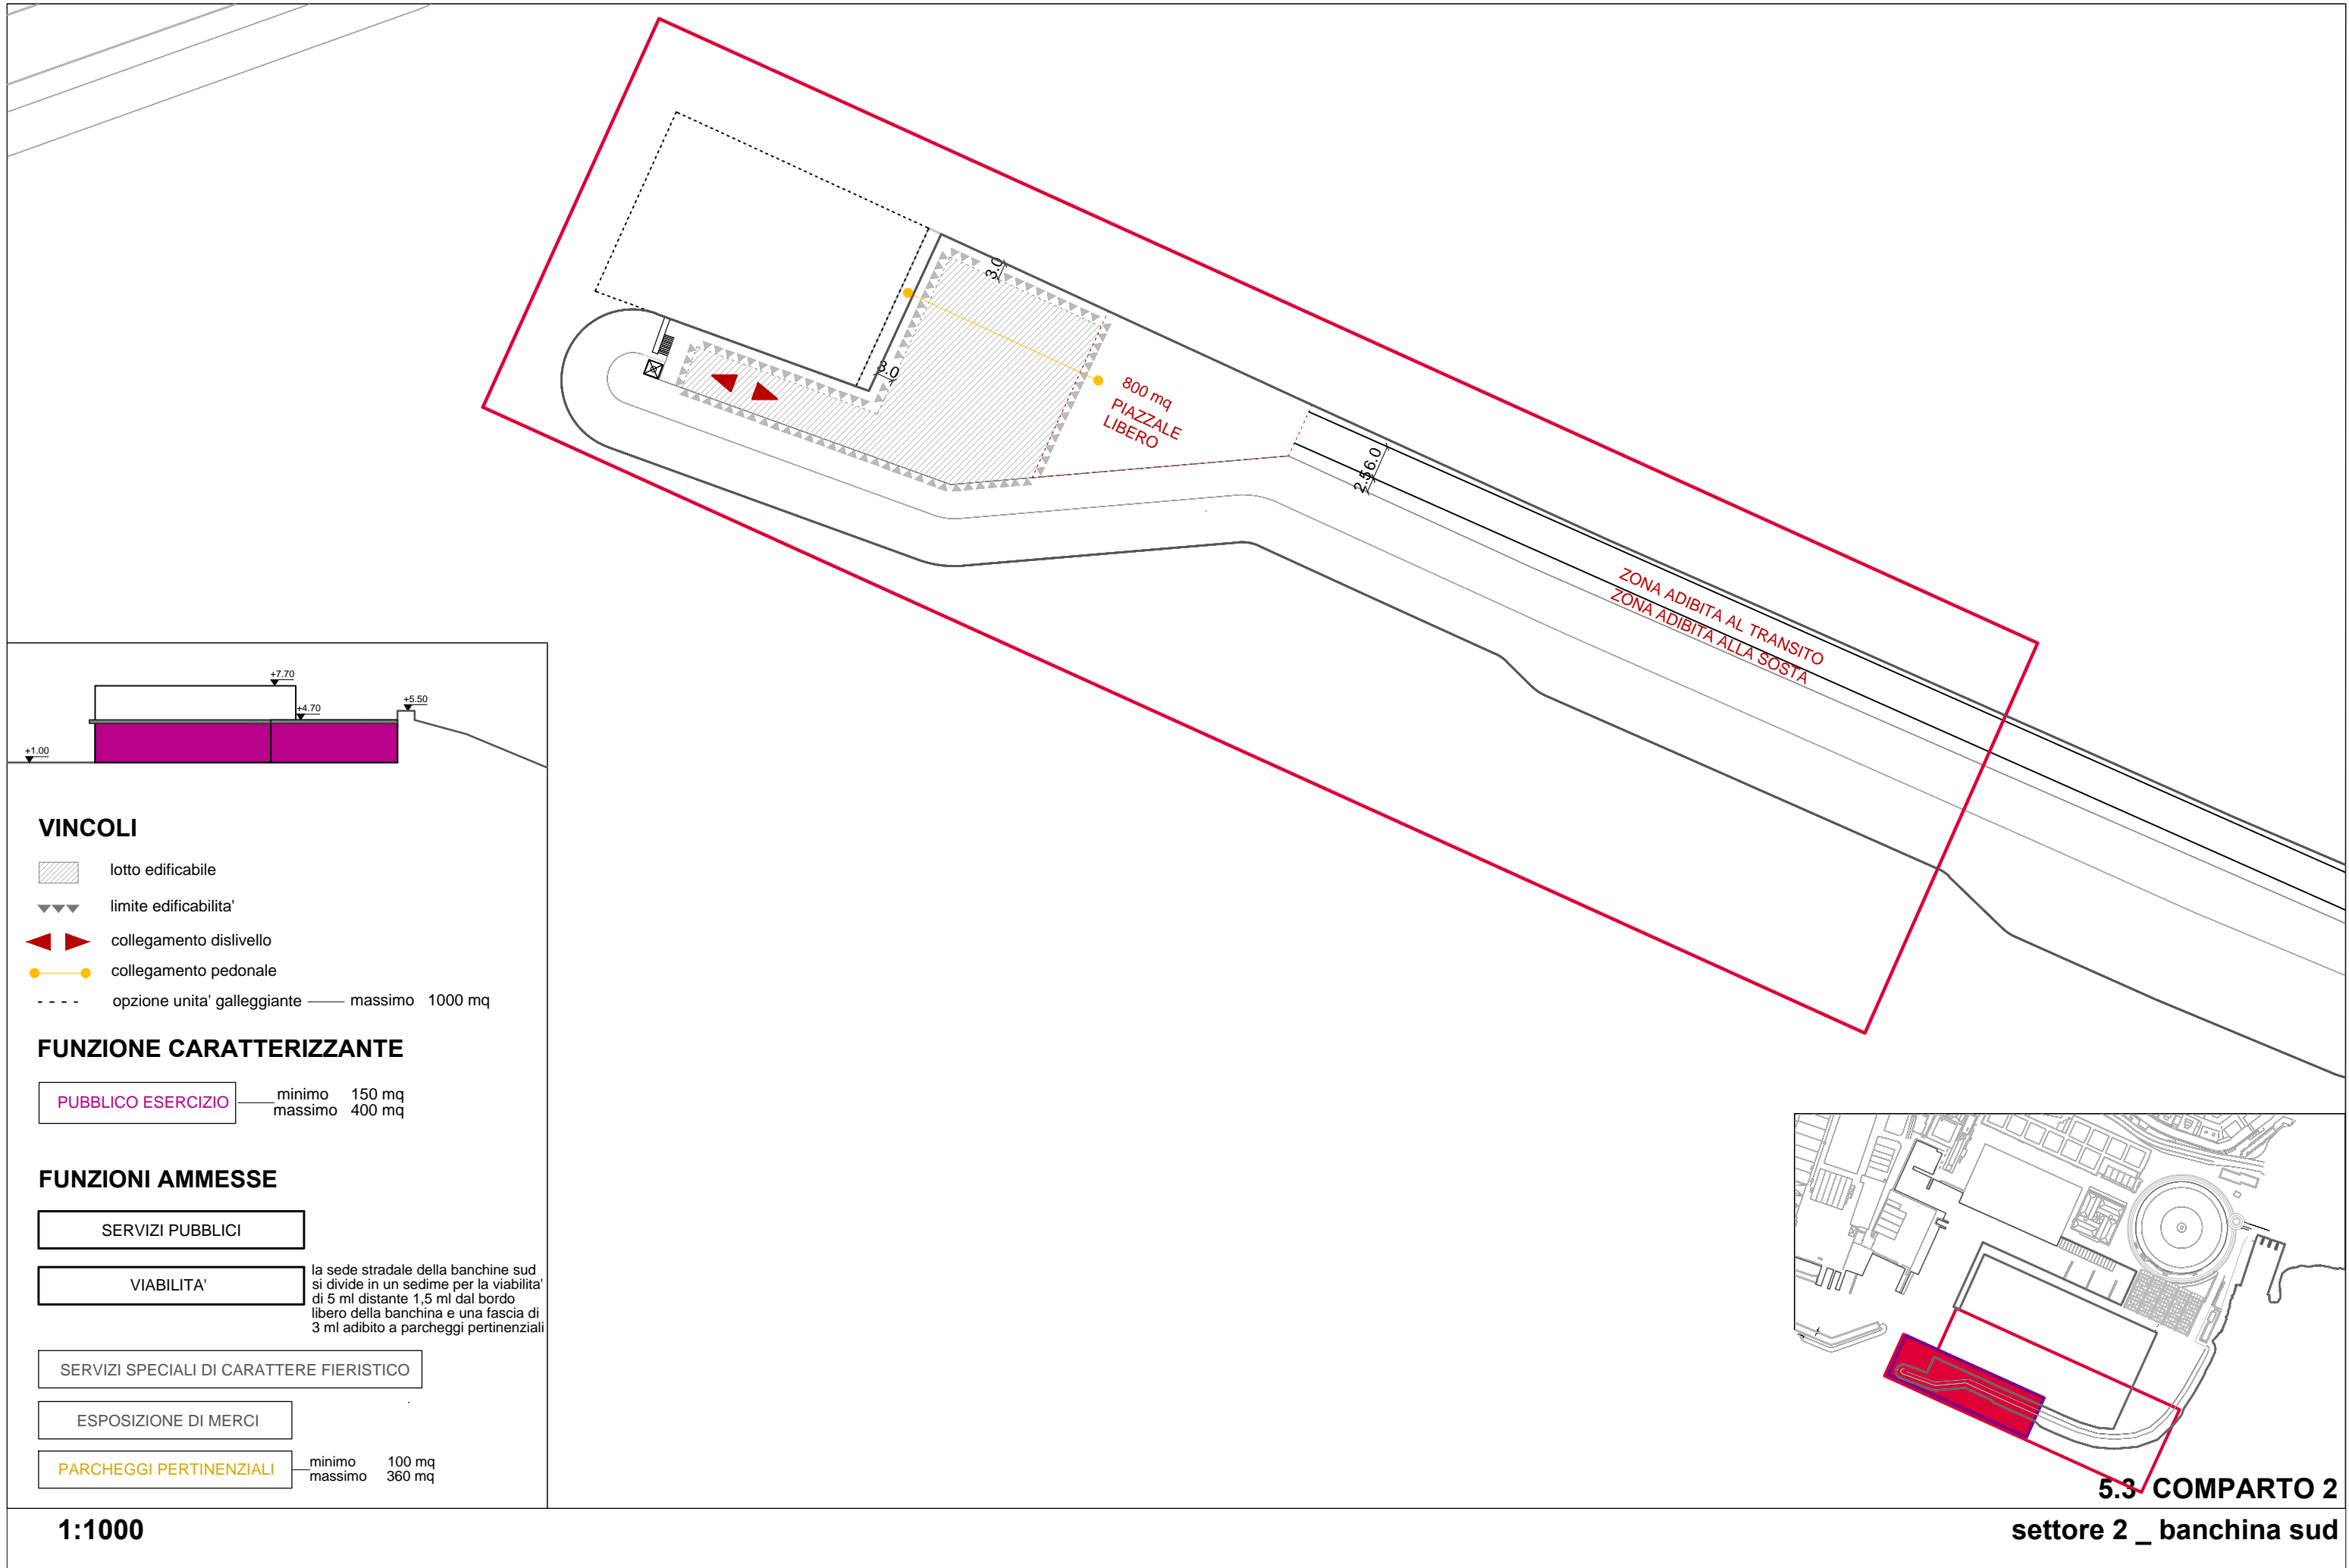 3.0
3.0
800 mq
PIAZZALE
LIBERO
6.0
2.5
ZONA ADIBITA AL TRANSITO
ZONA ADIBITA ALLA SOSTA
+7.70
+4.70
+5.50
+1.00
VINCOLI
lotto edificabile
limite edificabilita'
collegamento dislivello
collegamento pedonale
opzione unita' galleggiante massimo 1000 mq
FUNZIONE CARATTERIZZANTE
PUBBLICO ESERCIZIO
minimo 150 mq
massimo 400 mq
FUNZIONI AMMESSE
SERVIZI PUBBLICI
VIABILITA'
la sede stradale della banchine sud
si divide in un sedime per la viabilita'
di 5 ml distante 1,5 ml dal bordo
libero della banchina e una fascia di
3 ml adibito a parcheggi pertinenziali
SERVIZI SPECIALI DI CARATTERE FIERISTICO
ESPOSIZIONE DI MERCI
PARCHEGGI PERTINENZIALI
minimo 100 mq
massimo 360 mq
5.3 COMPARTO 2
1:1000
settore 2 _ banchina sud